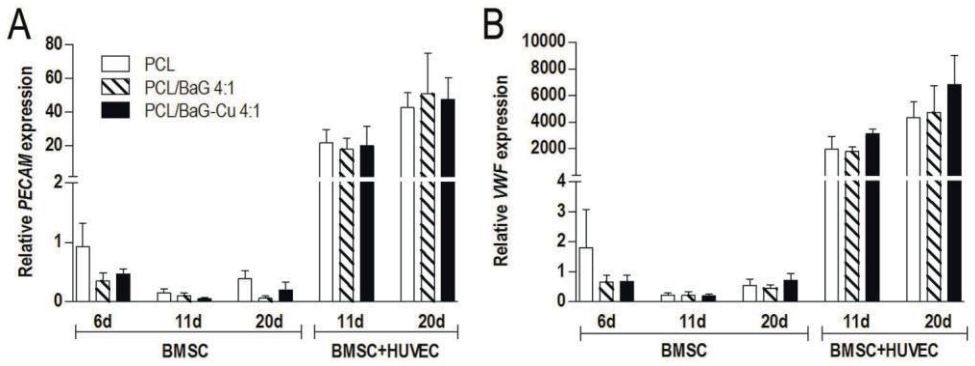 A
Relative PECAM expression
80
60
40
20
2
1
0
PCL
PCL/BaG 4:1
PCL/BaG-Cu 4:1
6d 11d 20d 11d 20d
BMSC BMSC+HUVEC
B
Relative VWF expression
10000
8000
6000
4000
2000
4
3
2
1
0
6d 11d 20d 11d 20d
BMSC BMSC+HUVEC